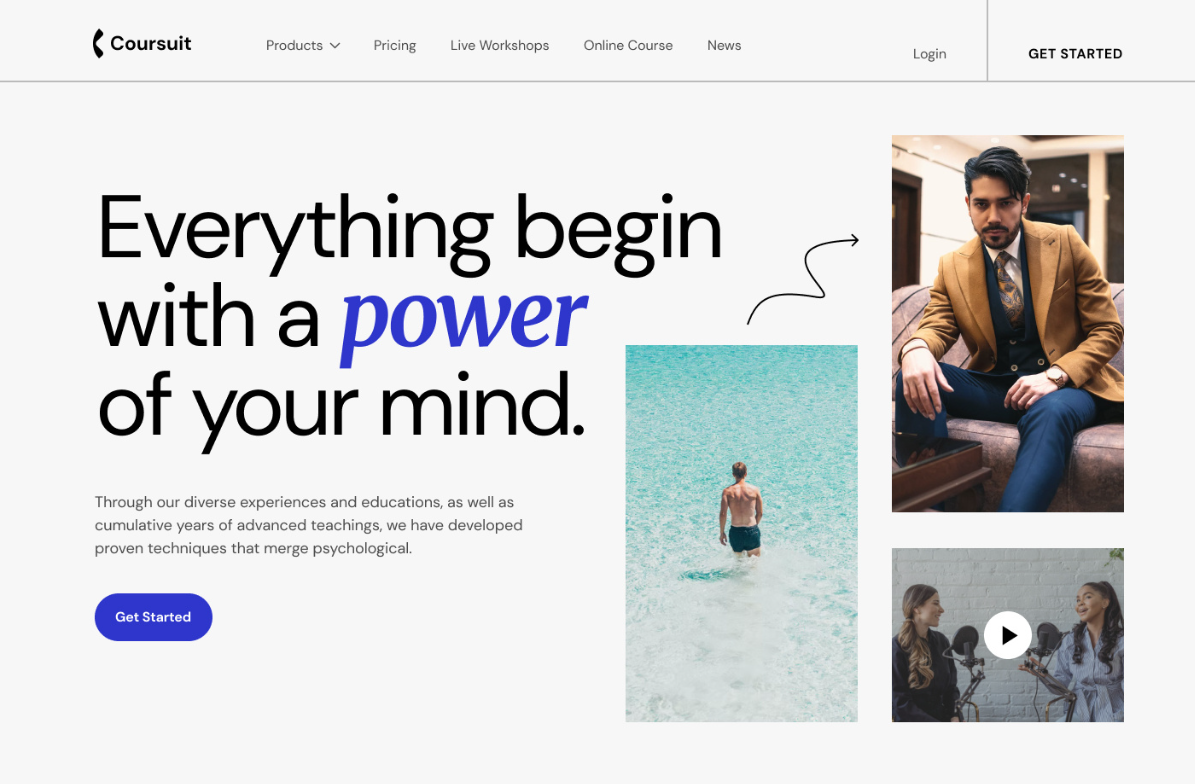 Coursuit
Products
Pricing
Live Workshops
Online Course
News
Login
GET STARTED
Everything begin
with a power
of your mind.
Through our diverse experiences and educations, as well as
cumulative years of advanced teachings, we have developed
proven techniques that merge psychological.
Get Started